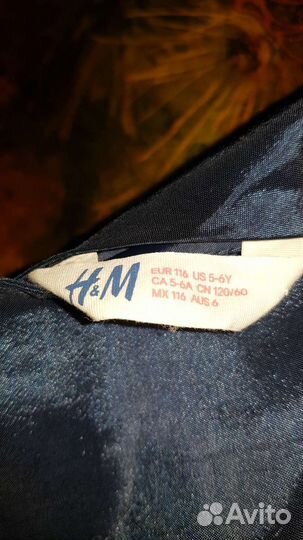 H&M
EUR 116 US 5-6Y
CA 5-6A CN 120/60
MX 116 AUS 6
Avito